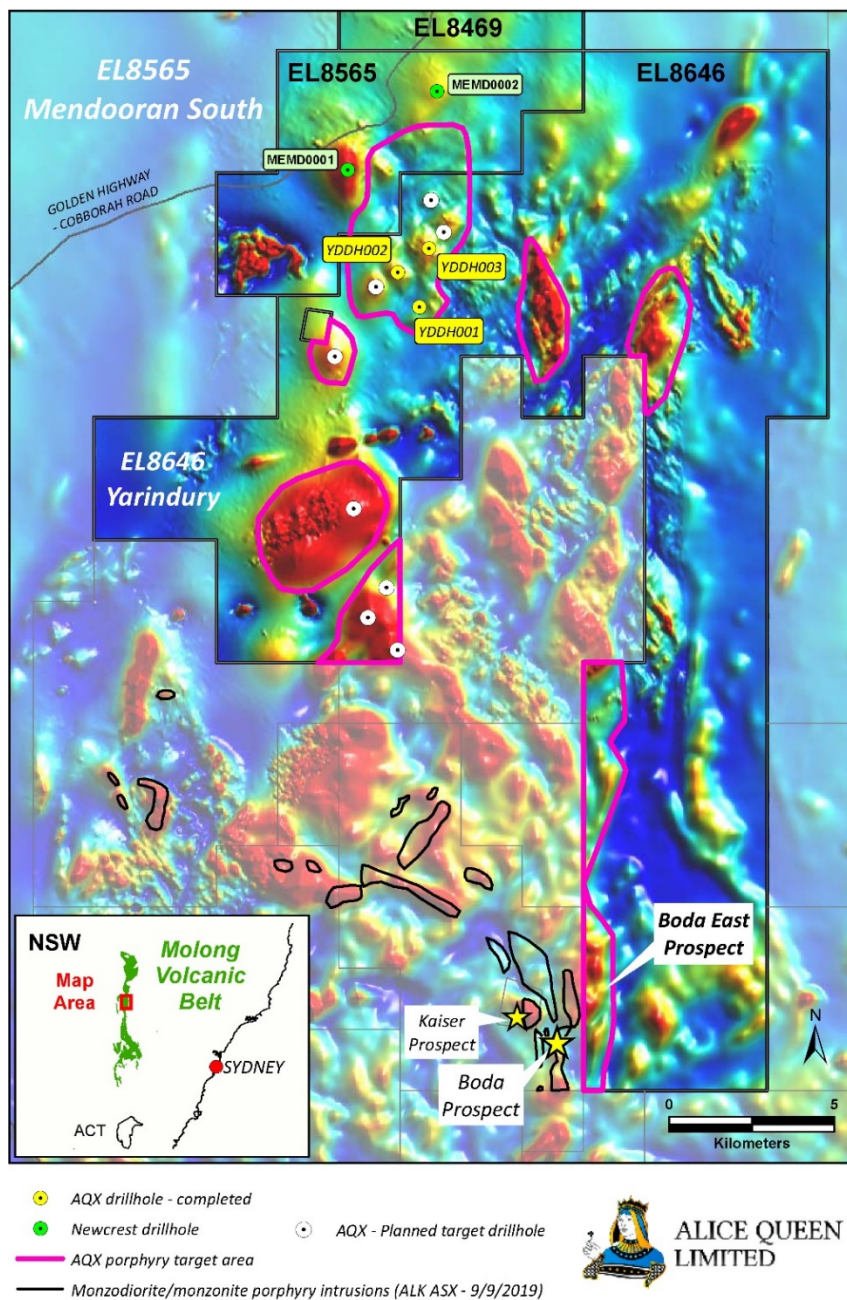 EL8469
EL8565
Mendooran South
EL8565
EL8646
MEMD0002
MEMD0001
GOLDEN HIGHWAY
- COBBORAH ROAD
YDDH002
YDDH003
YDDH001
EL8646
Yarindury
NSW
Molong
Volcanic
Belt
Map
Area
SYDNEY
ACT
Boda East
Prospect
Kaiser
Prospect
Boda
Prospect
N
0 5
Kilometers
AQX drillhole - completed
Newcrest drillhole
AQX - Planned target drillhole
AQX porphyry target area
Monzodiorite/monzonite porphyry intrusions (ALK ASX - 9/9/2019)
ALICE QUEEN
LIMITED